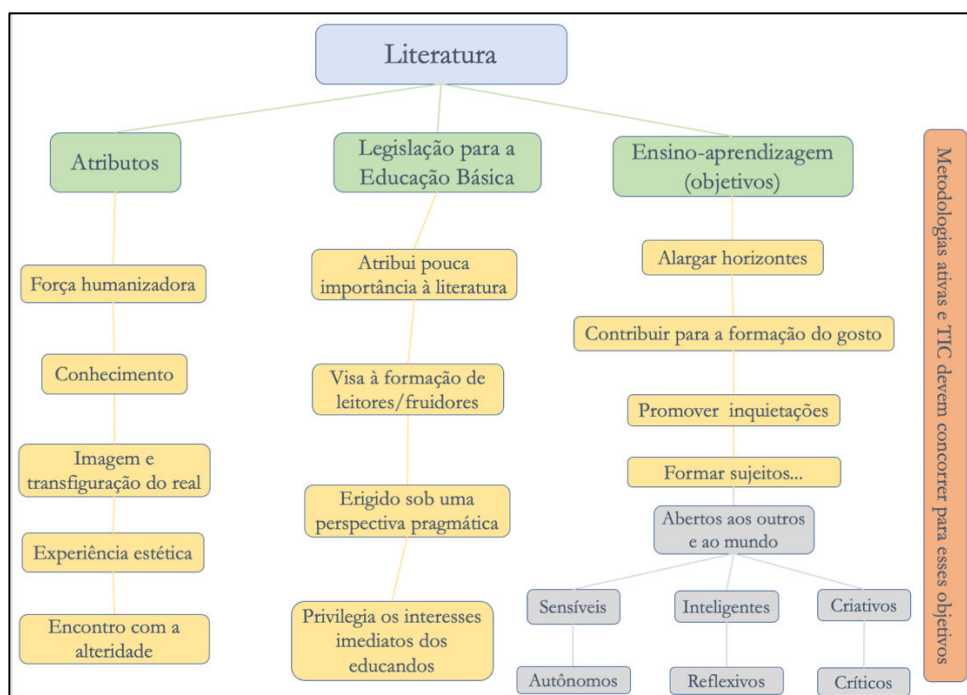 Literatura
Atributos
Força humanizadora
Conhecimento
Imagem e
transfiguração do real
Experiência estética
Encontro com a
alteridade
Legislação para a
Educação Básica
Atribui pouca
importância à literatura
Visa à formação de
leitores/fruidores
Erigido sob uma
perspectiva pragmática
Privilegia os interesses
imediatos dos
educandos
Ensino-aprendizagem
(objetivos)
Alargar horizontes
Contribuir para a formação do gosto
Promover inquietações
Formar sujeitos...
Abertos aos outros
e ao mundo
Sensíveis
Autônomos
Inteligentes
Reflexivos
Criativos
Críticos
Metodologias ativas e TIC devem concorrer para esses objetivos